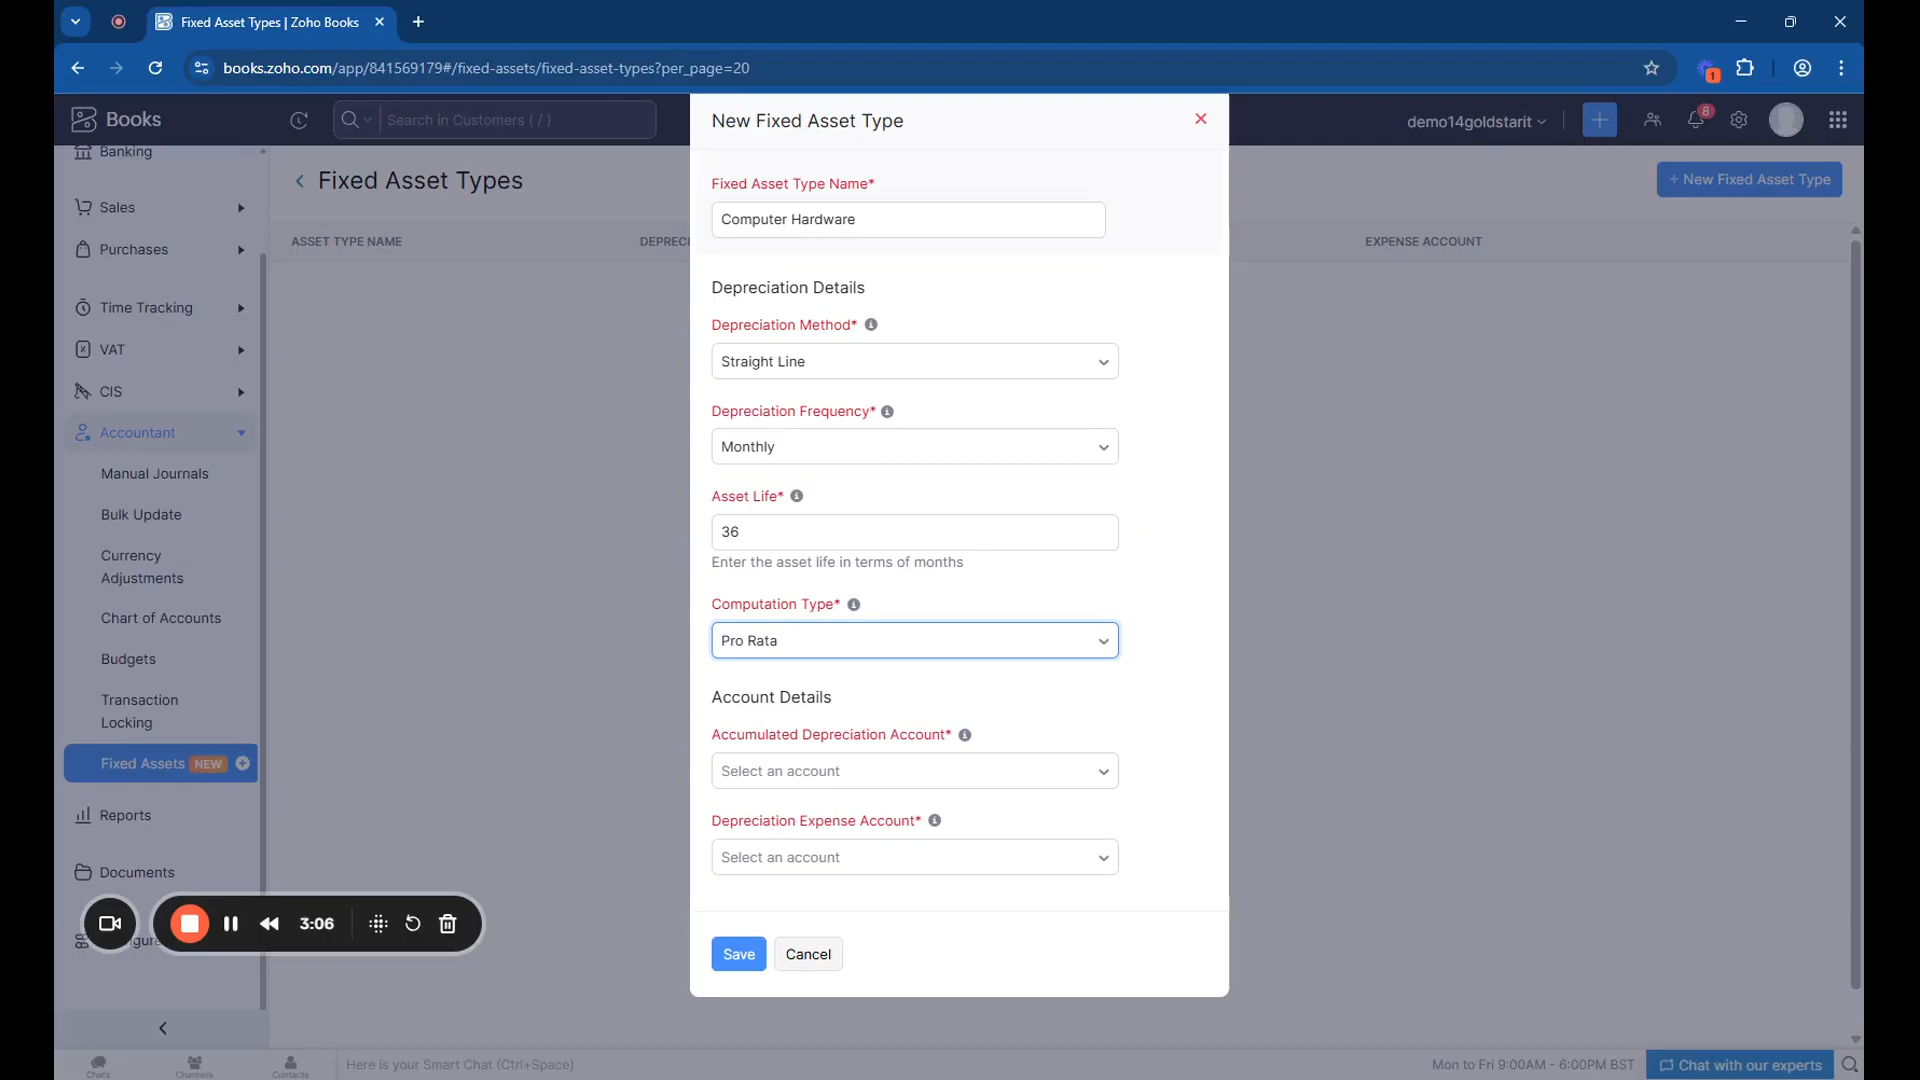 Fixed Asset Types | Zoho Books
books.zoho.com/app/841569179#/fixed-assets/fixed-asset-types?per_page=20
1
Books
Search in Customers ( / )
demo14goldstarit
8
Banking
Sales
Purchases
Time Tracking
VAT
CIS
Accountant
Manual Journals
Bulk Update
Currency
Adjustments
Chart of Accounts
Budgets
Transaction
Locking
Fixed Assets NEW
Reports
Documents
3:06
Fixed Asset Types
+ New Fixed Asset Type
ASSET TYPE NAME
EXPENSE ACCOUNT
New Fixed Asset Type
Fixed Asset Type Name*
Computer Hardware
Depreciation Details
Depreciation Method*
Straight Line
Depreciation Frequency*
Monthly
Asset Life*
36
Enter the asset life in terms of months
Computation Type*
Pro Rata
Account Details
Accumulated Depreciation Account*
Select an account
Depreciation Expense Account*
Select an account
Save
Cancel
Chats
Channels
Contacts
Here is your Smart Chat (Ctrl+Space)
Mon to Fri 9:00AM - 6:00PM BST
Chat with our experts